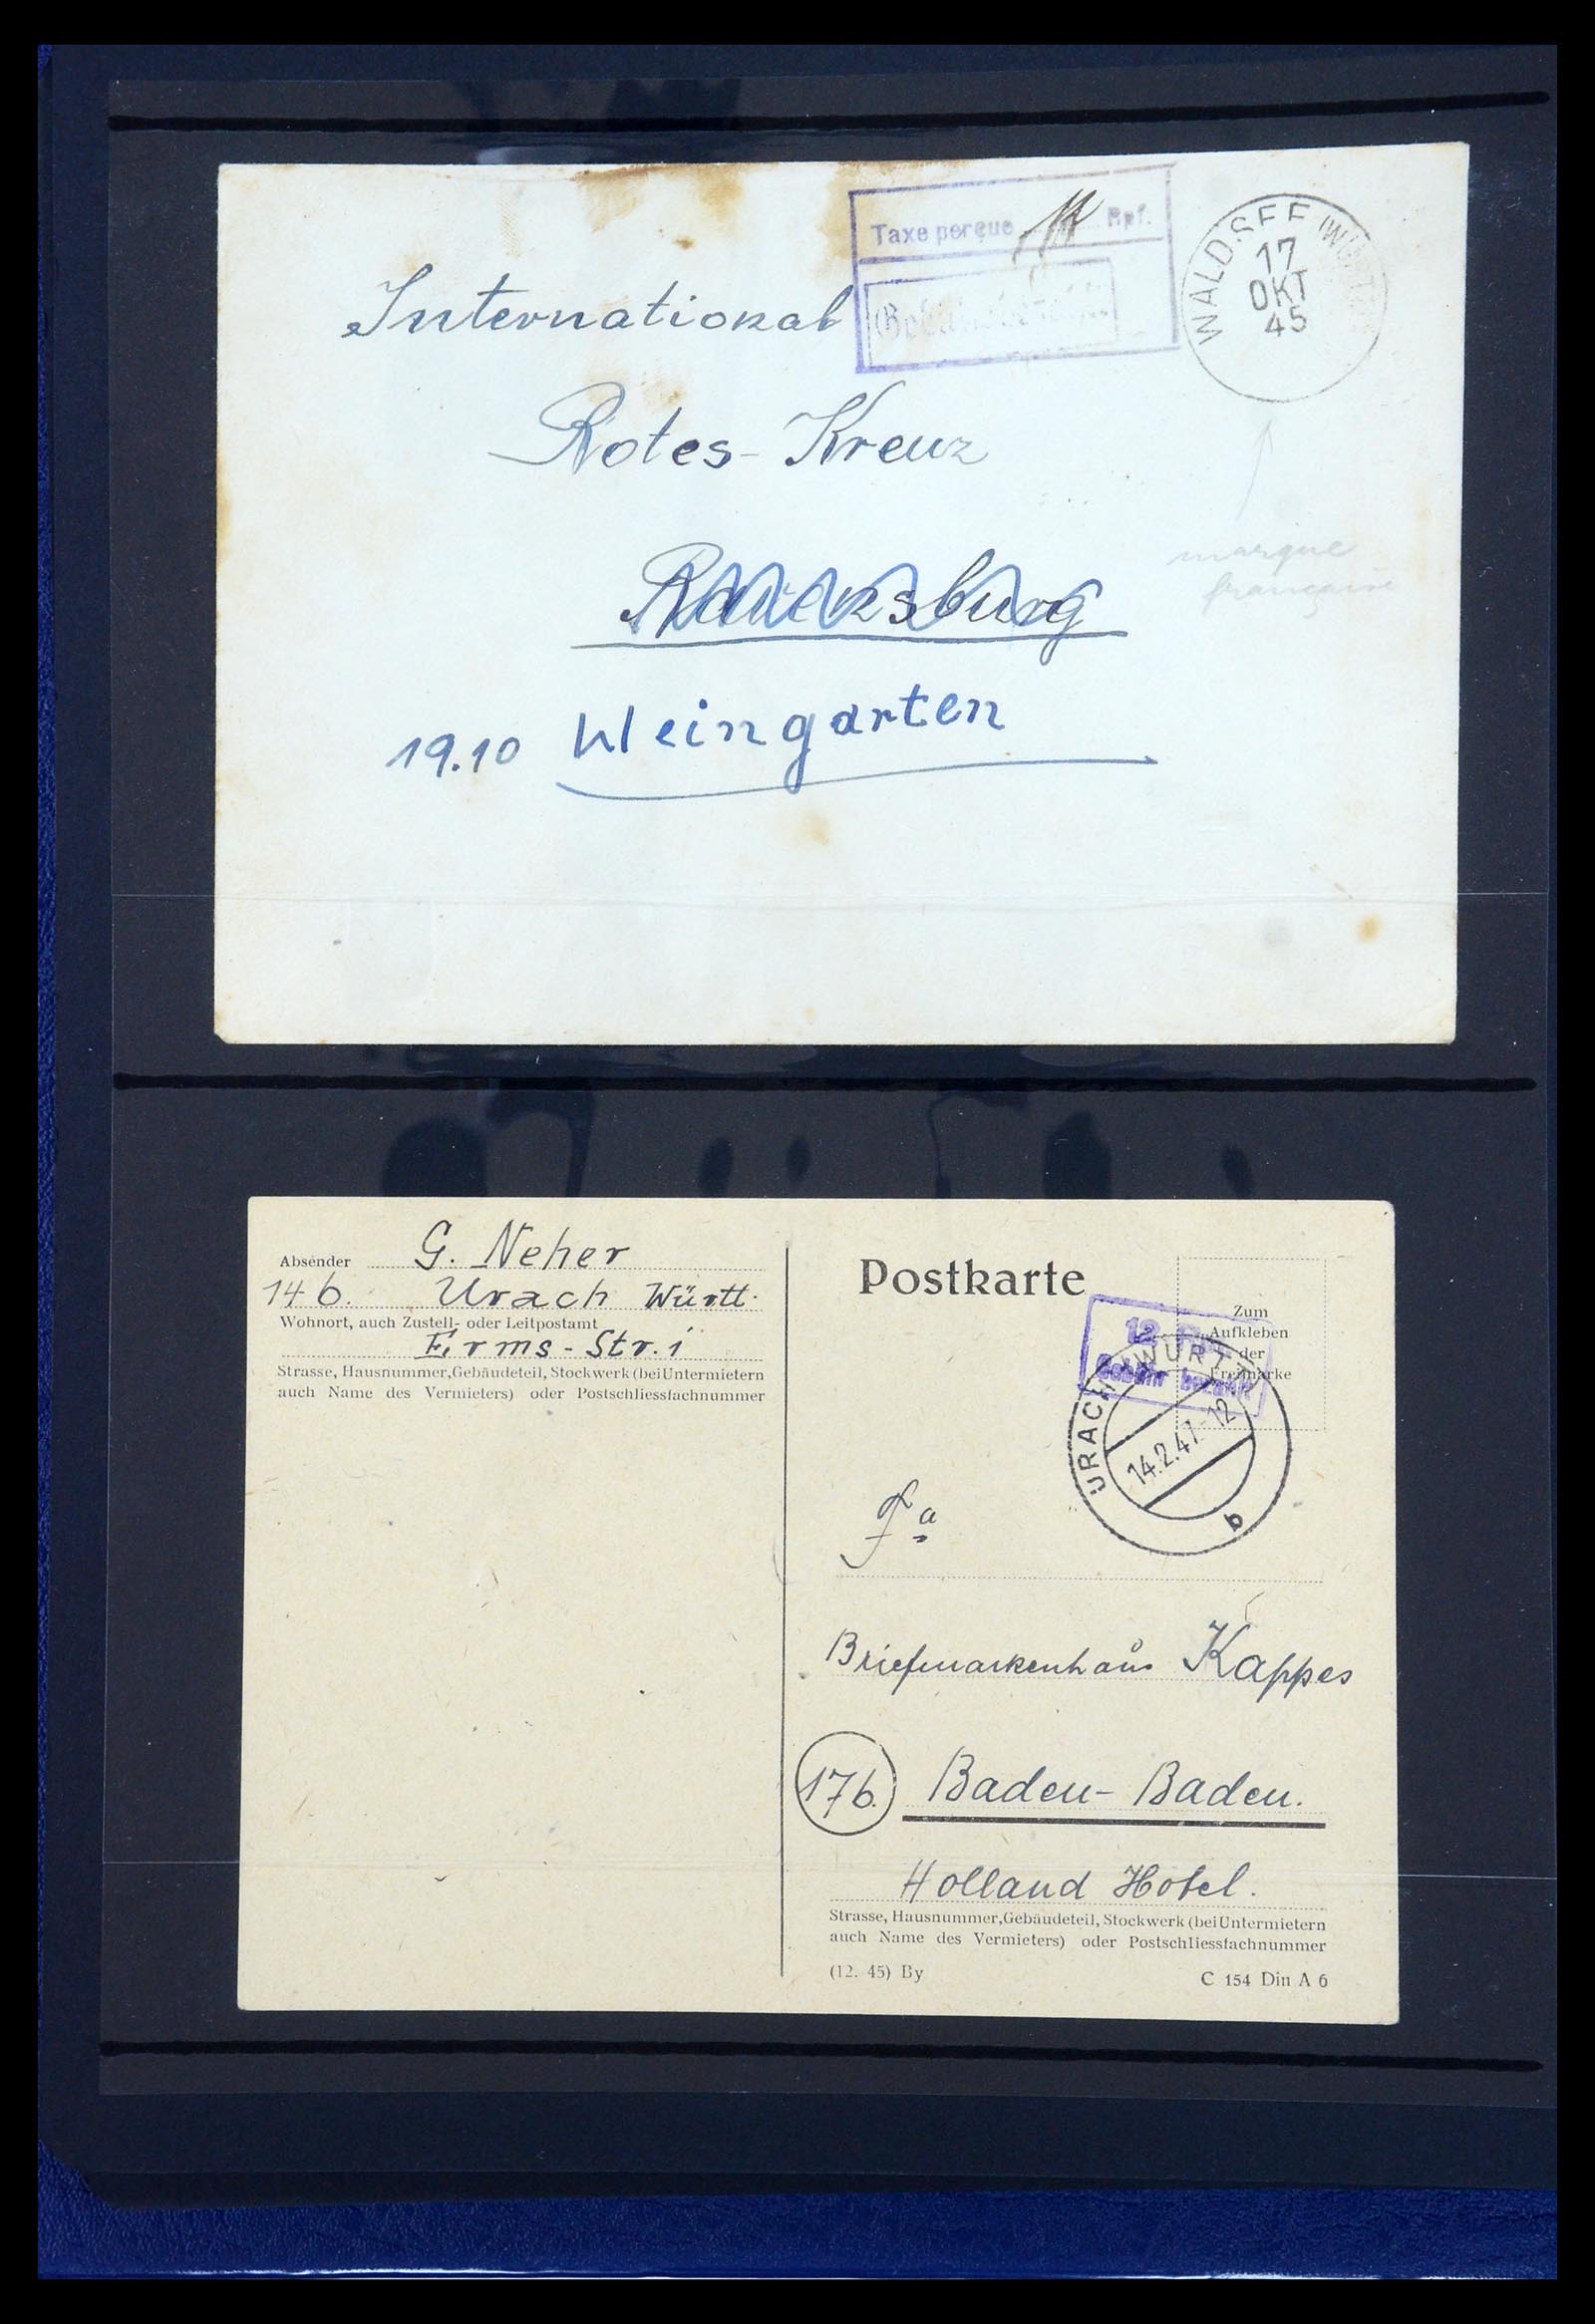 Taxe perçue Rpf.
WALDSEE (WÜRTT)
17
OKT
45
International
Rotes-Kreuz
marque
française
19.10 Weingarten
Absender G. Neher
14 b. Urach Württ.
Wohnort, auch Zustell- oder Leitpostamt
Erms-Str. 1
Strasse, Hausnummer, Gebäudeteil, Stockwerk (bei Untermietern
auch Name des Vermieters) oder Postschliessfachnummer
Postkarte
Zum
Aufkleben
der
Freimarke
12
Gebühr bezahlt
URACH (WÜRTT)
14.2.47.-12
b
Fa
Briefmarkenhaus Kappes
17b. Baden-Baden.
Holland Hotel.
Strasse, Hausnummer, Gebäudeteil, Stockwerk (bei Untermietern
auch Name des Vermieters) oder Postschliessfachnummer
(12. 45) By C 154 Din A 6